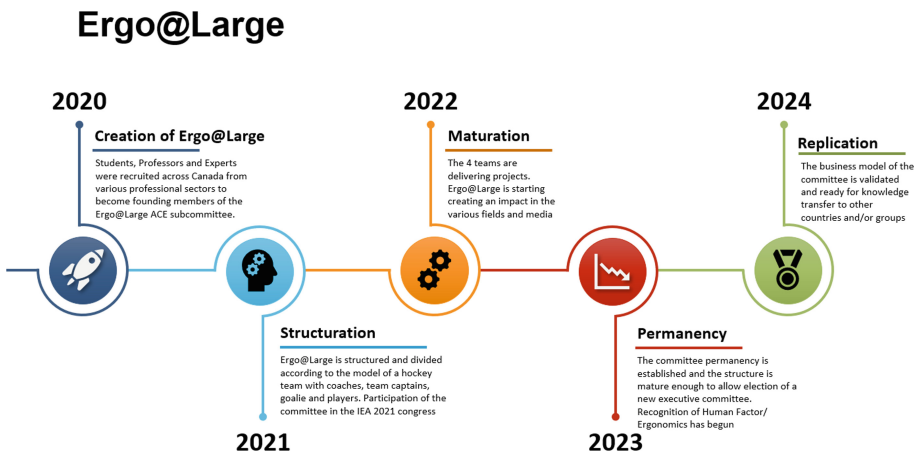 Ergo@Large
2020
Creation of Ergo@Large
Students, Professors and Experts
were recruited across Canada from
various professional sectors to
become founding members of the
Ergo@Large ACE subcommittee.
Structuration
Ergo@Large is structured and divided
according to the model of a hockey
team with coaches, team captains,
goalie and players. Participation of the
committee in the IEA 2021 congress
2021
2022
Maturation
The 4 teams are
delivering projects.
Ergo@Large is starting
creating an impact in the
various fields and media
Permanency
The committee permanency is
established and the structure is
mature enough to allow election of a
new executive committee.
Recognition of Human Factor/
Ergonomics has begun
2023
2024
Replication
The business model of the
committee is validated
and ready for knowledge
transfer to other
countries and/or groups